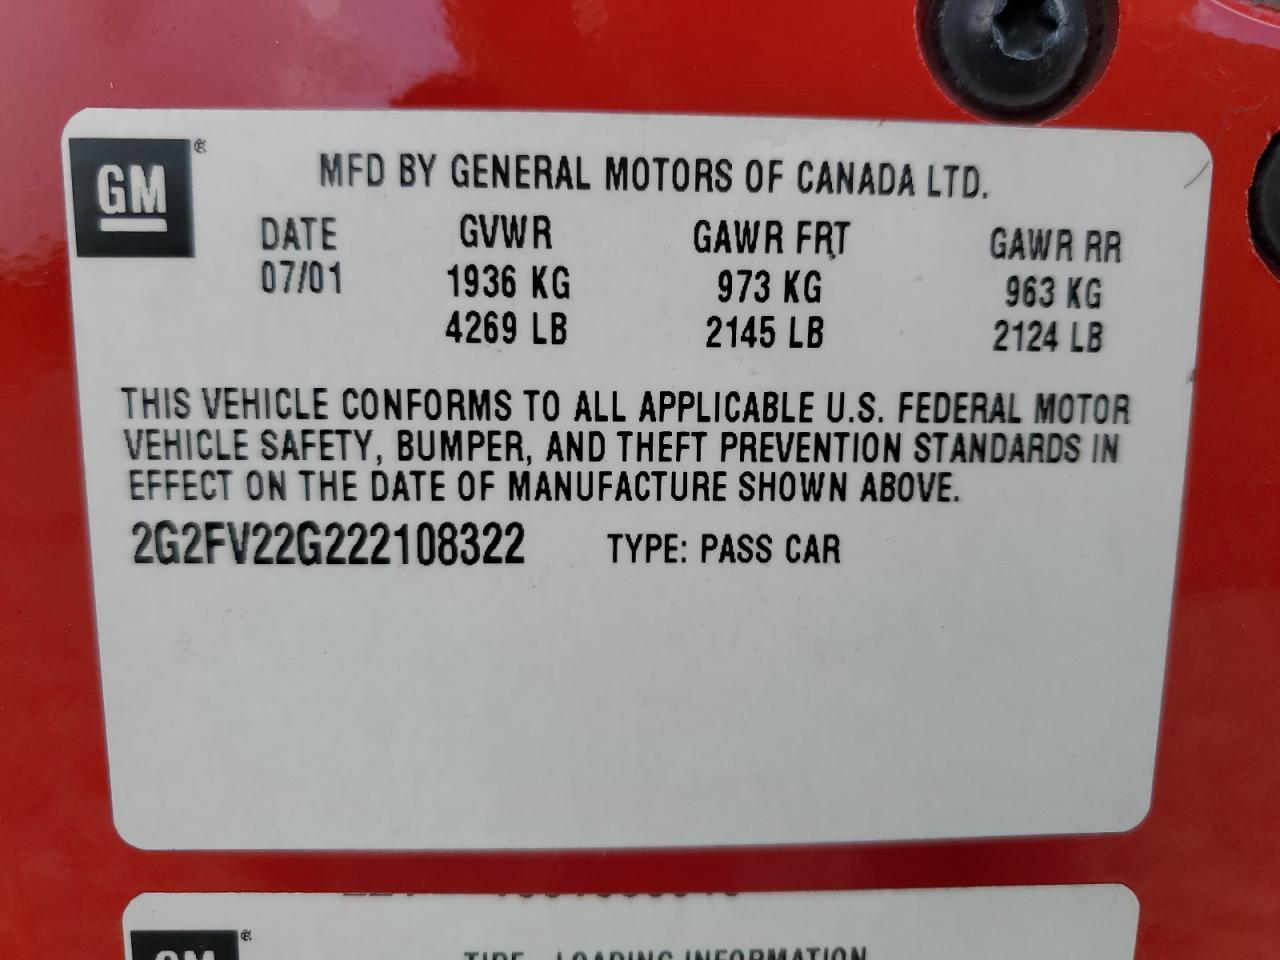 GM
MFD BY GENERAL MOTORS OF CANADA LTD.
DATE GVWR GAWR FRT GAWR RR
07/01 1936 KG 973 KG 963 KG
4269 LB 2145 LB 2124 LB
THIS VEHICLE CONFORMS TO ALL APPLICABLE U.S. FEDERAL MOTOR
VEHICLE SAFETY, BUMPER, AND THEFT PREVENTION STANDARDS IN
EFFECT ON THE DATE OF MANUFACTURE SHOWN ABOVE.
2G2FV22G222108322 TYPE: PASS CAR
GM
TIRE - LOADING INFORMATION